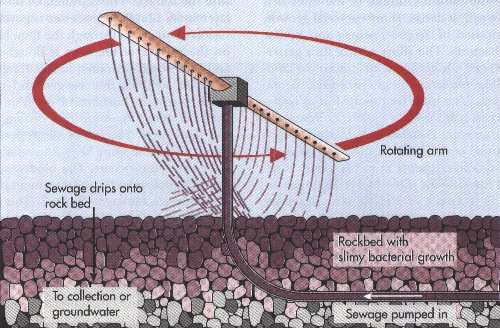 Rotating arm
Sewage drips onto
rock bed
Rockbed with
slimy bacterial growth
To collection or
groundwater
Sewage pumped in